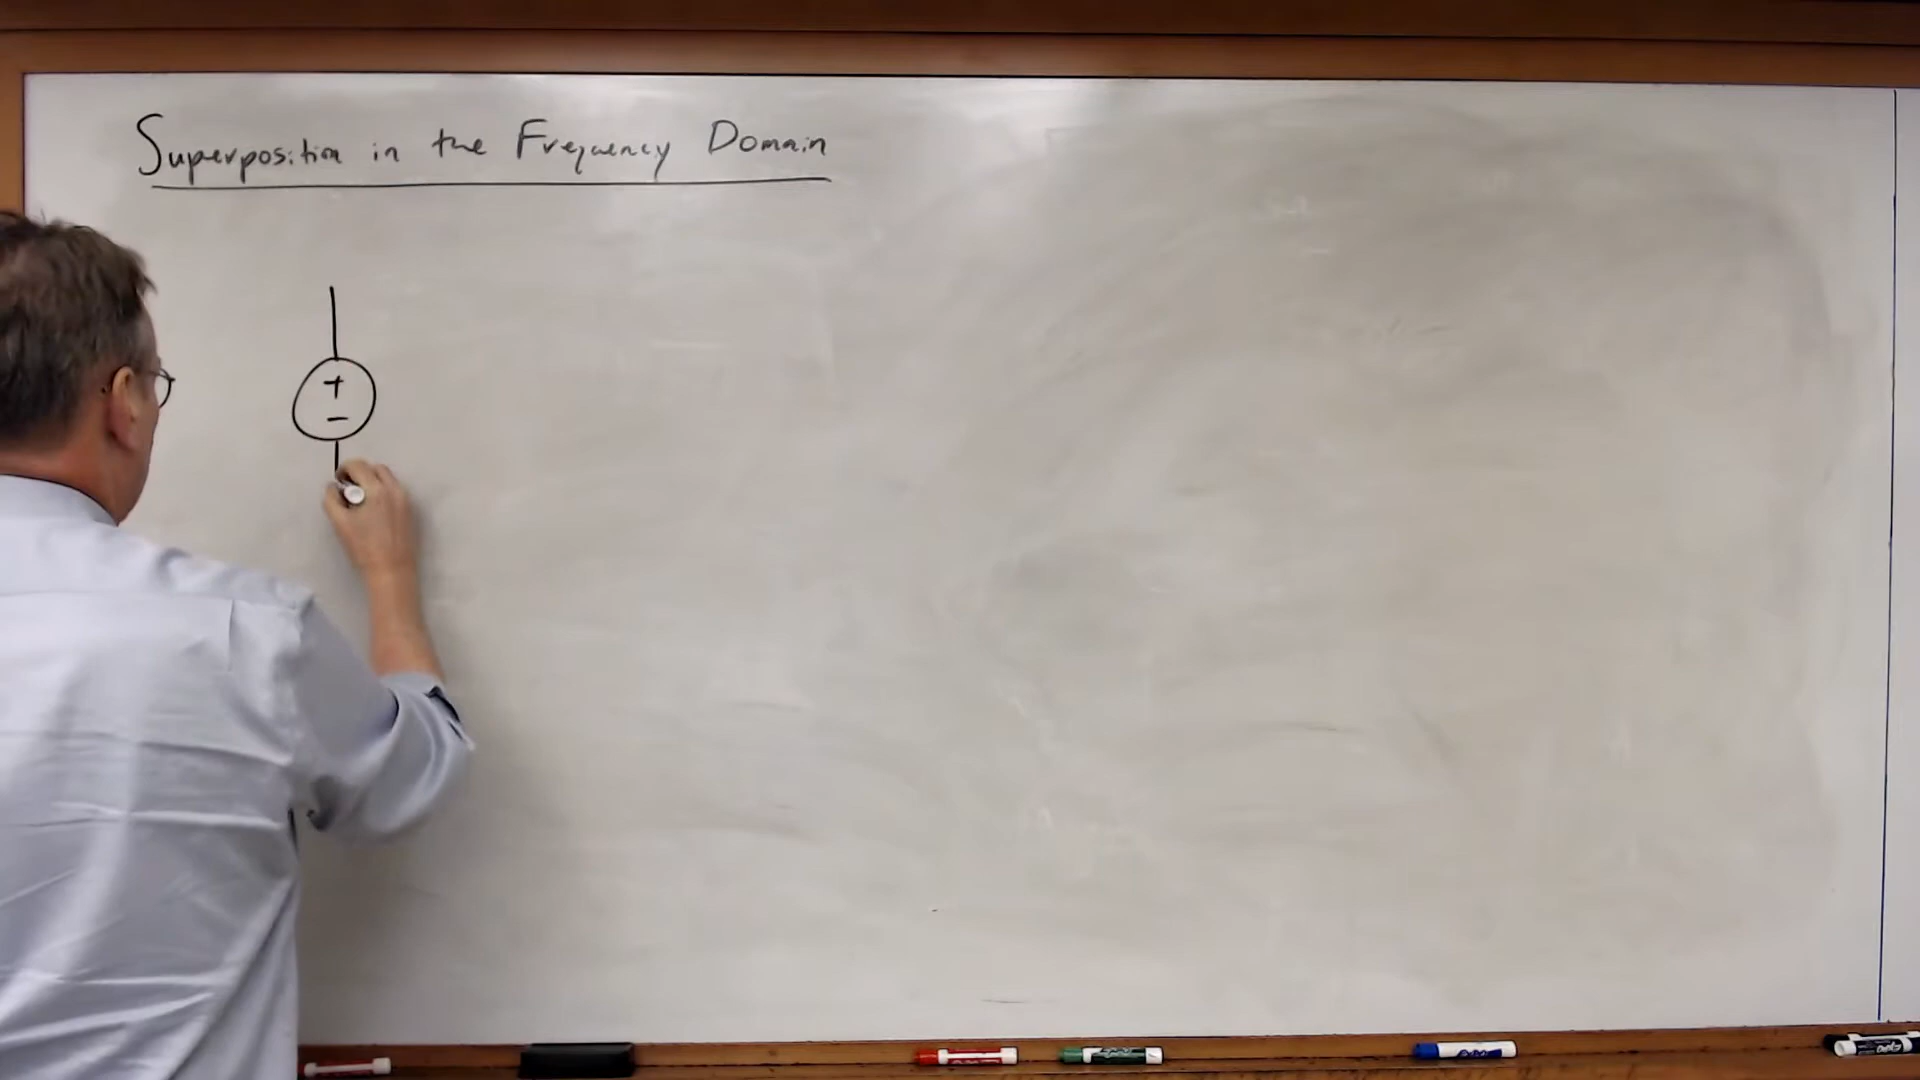 Superposition in the Frequency Domain
+
−